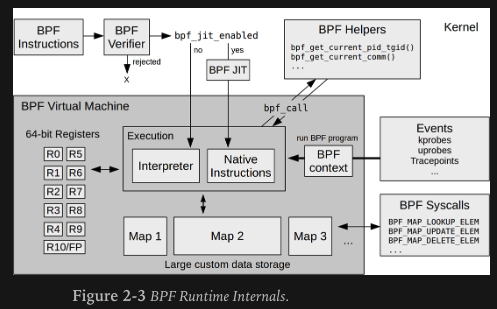 BPF Instructions
BPF Verifier
bpf_jit_enabled
rejected
X
no
yes
BPF JIT
BPF Helpers
bpf_get_current_pid_tgid()
bpf_get_current_comm()
...
Kernel
bpf_call
BPF Virtual Machine
64-bit Registers
R0 R5
R1 R6
R2 R7
R3 R8
R4 R9
R10/FP
Execution
Interpreter
Native Instructions
run BPF program
BPF context
Events
kprobes
uprobes
Tracepoints
...
Map 1
Map 2
Map 3
...
Large custom data storage
BPF Syscalls
BPF_MAP_LOOKUP_ELEM
BPF_MAP_UPDATE_ELEM
BPF_MAP_DELETE_ELEM
...
Figure 2-3 BPF Runtime Internals.